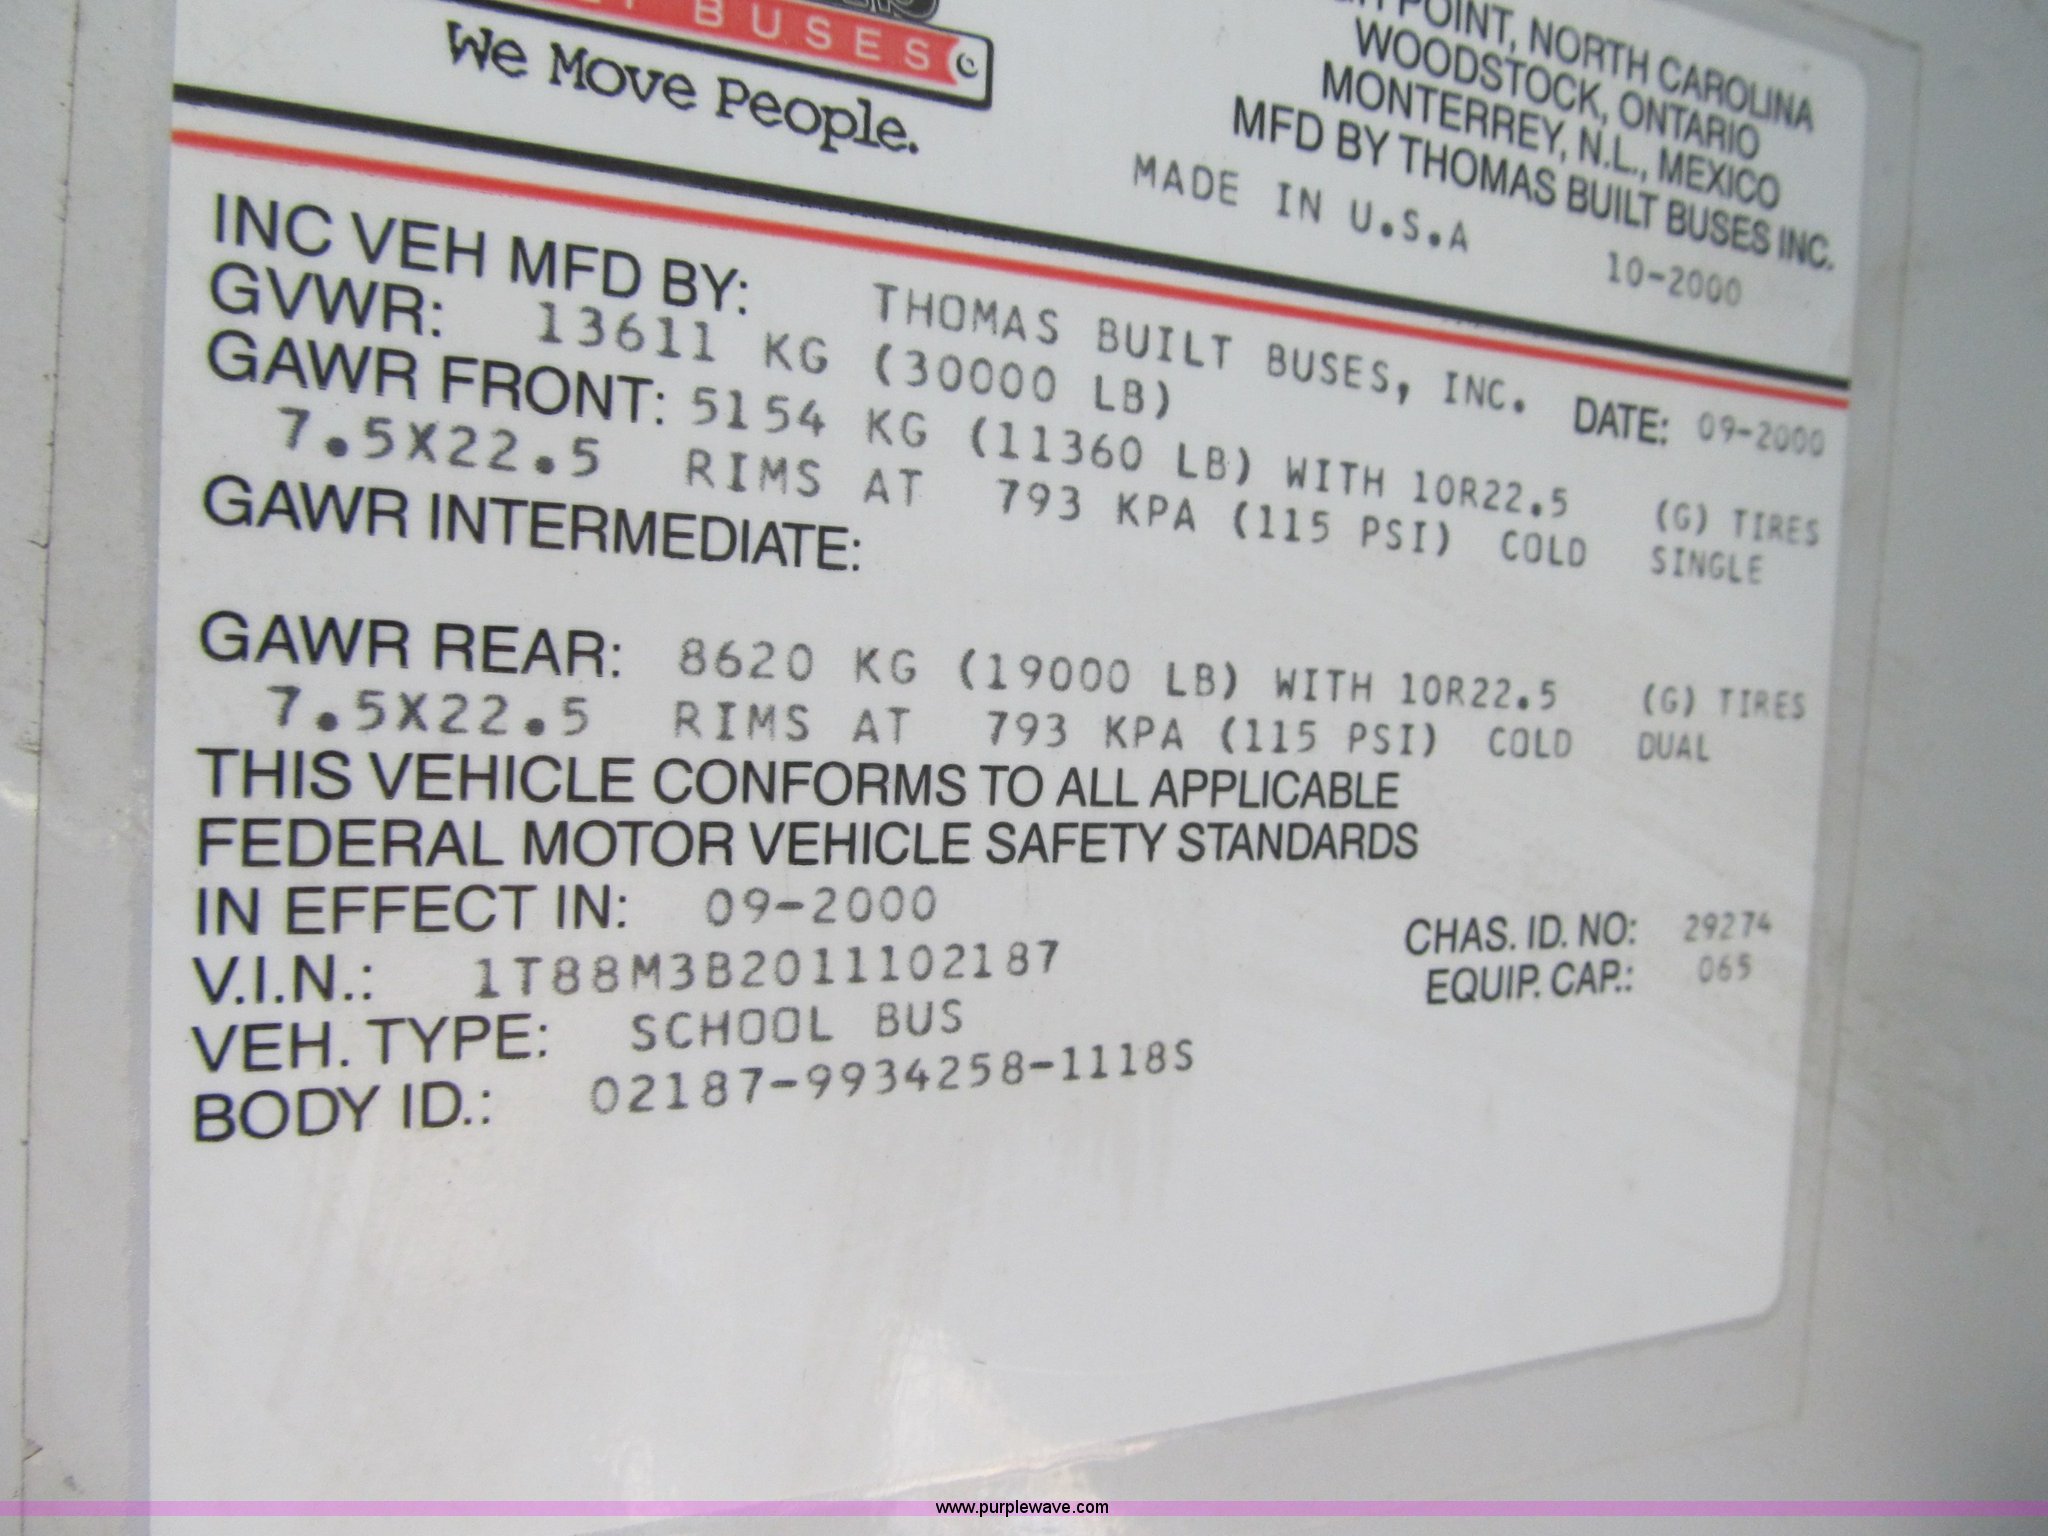 BUSES
We Move People.
POINT, NORTH CAROLINA
WOODSTOCK, ONTARIO
MONTERREY, N.L., MEXICO
MFD BY THOMAS BUILT BUSES INC.
MADE IN U.S.A 10-2000
INC VEH MFD BY: THOMAS BUILT BUSES, INC. DATE: 09-2000
GVWR: 13611 KG (30000 LB)
GAWR FRONT: 5154 KG (11360 LB) WITH 10R22.5 (G) TIRES
7.5X22.5 RIMS AT 793 KPA (115 PSI) COLD SINGLE
GAWR INTERMEDIATE:
GAWR REAR: 8620 KG (19000 LB) WITH 10R22.5 (G) TIRES
7.5X22.5 RIMS AT 793 KPA (115 PSI) COLD DUAL
THIS VEHICLE CONFORMS TO ALL APPLICABLE
FEDERAL MOTOR VEHICLE SAFETY STANDARDS
IN EFFECT IN: 09-2000
CHAS. ID. NO: 29274
V.I.N.: 1T88M3B2011102187
EQUIP. CAP.: 065
VEH. TYPE: SCHOOL BUS
BODY ID.: 02187-9934258-1118S
www.purplewave.com